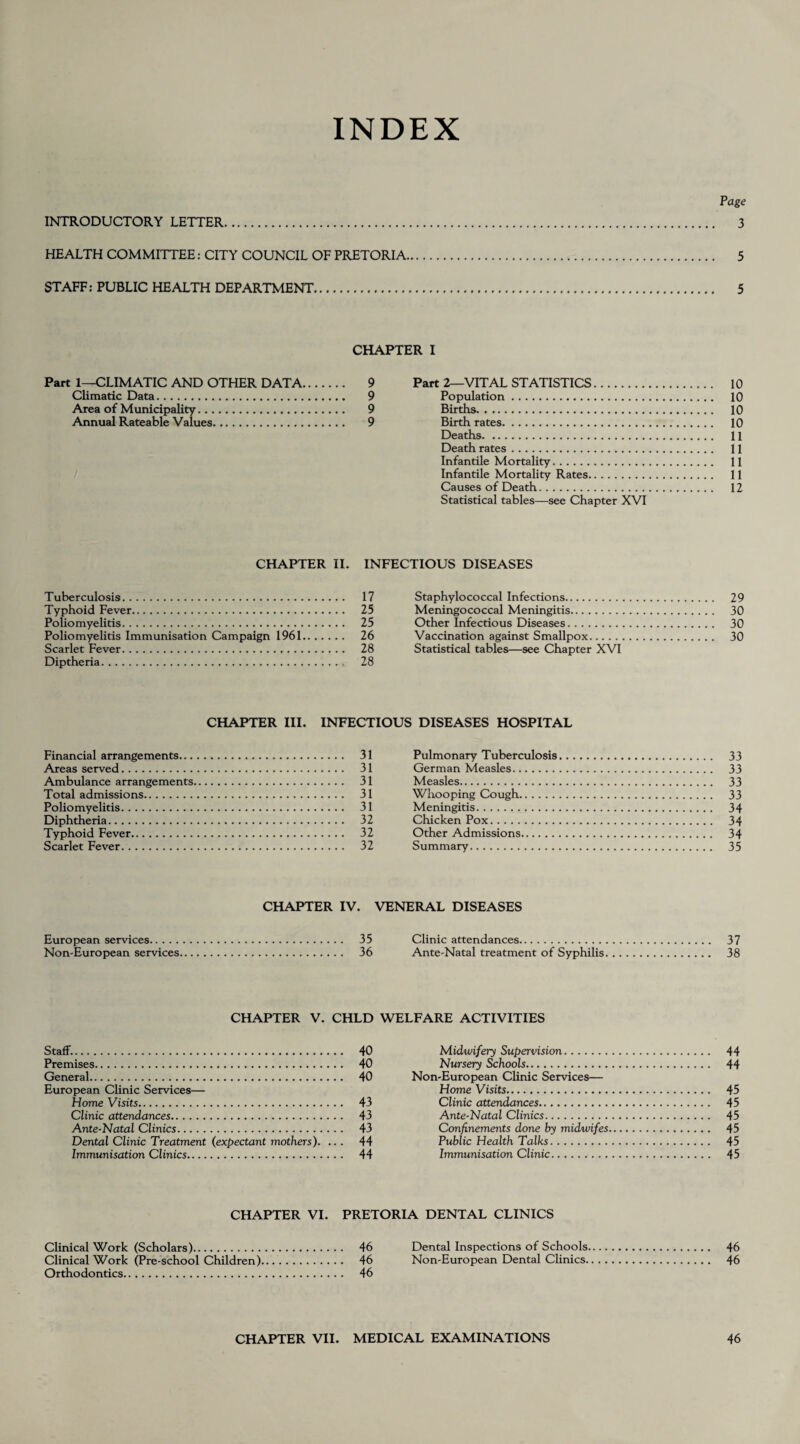 INDEX
Page
INTRODUCTORY LETTER 3
HEALTH COMMITTEE: CITY COUNCIL OF PRETORIA 5
STAFF: PUBLIC HEALTH DEPARTMENT 5
CHAPTER I
Part 1—CLIMATIC AND OTHER DATA 9
Climatic Data 9
Area of Municipality 9
Annual Rateable Values 9
Part 2—VITAL STATISTICS 10
Population 10
Births 10
Birth rates 10
Deaths 11
Death rates 11
Infantile Mortality 11
Infantile Mortality Rates 11
Causes of Death 12
Statistical tables—see Chapter XVI
CHAPTER II. INFECTIOUS DISEASES
Tuberculosis 17
Typhoid Fever 25
Poliomyelitis 25
Poliomyelitis Immunisation Campaign 1961 26
Scarlet Fever 28
Diptheria 28
Staphylococcal Infections 29
Meningococcal Meningitis 30
Other Infectious Diseases 30
Vaccination against Smallpox 30
Statistical tables—see Chapter XVI
CHAPTER III. INFECTIOUS DISEASES HOSPITAL
Financial arrangements 31
Areas served 31
Ambulance arrangements 31
Total admissions 31
Poliomyelitis 31
Diphtheria 32
Typhoid Fever 32
Scarlet Fever 32
Pulmonary Tuberculosis 33
German Measles 33
Measles 33
Whooping Cough 33
Meningitis 34
Chicken Pox 34
Other Admissions 34
Summary 35
CHAPTER IV. VENERAL DISEASES
European services 35
Non-European services 36
Clinic attendances 37
Ante-Natal treatment of Syphilis 38
CHAPTER V. CHLD WELFARE ACTIVITIES
Staff 40
Premises 40
General 40
European Clinic Services—
Home Visits 43
Clinic attendances 43
Ante-Natal Clinics 43
Dental Clinic Treatment (expectant mothers) 44
Immunisation Clinics 44
Midwifery Supervision 44
Nursery Schools 44
Non-European Clinic Services—
Home Visits 45
Clinic attendances 45
Ante-Natal Clinics 45
Confinements done by midwifes 45
Public Health Talks 45
Immunisation Clinic 45
CHAPTER VI. PRETORIA DENTAL CLINICS
Clinical Work (Scholars) 46
Clinical Work (Pre-school Children) 46
Orthodontics 46
Dental Inspections of Schools 46
Non-European Dental Clinics 46
CHAPTER VII. MEDICAL EXAMINATIONS 46